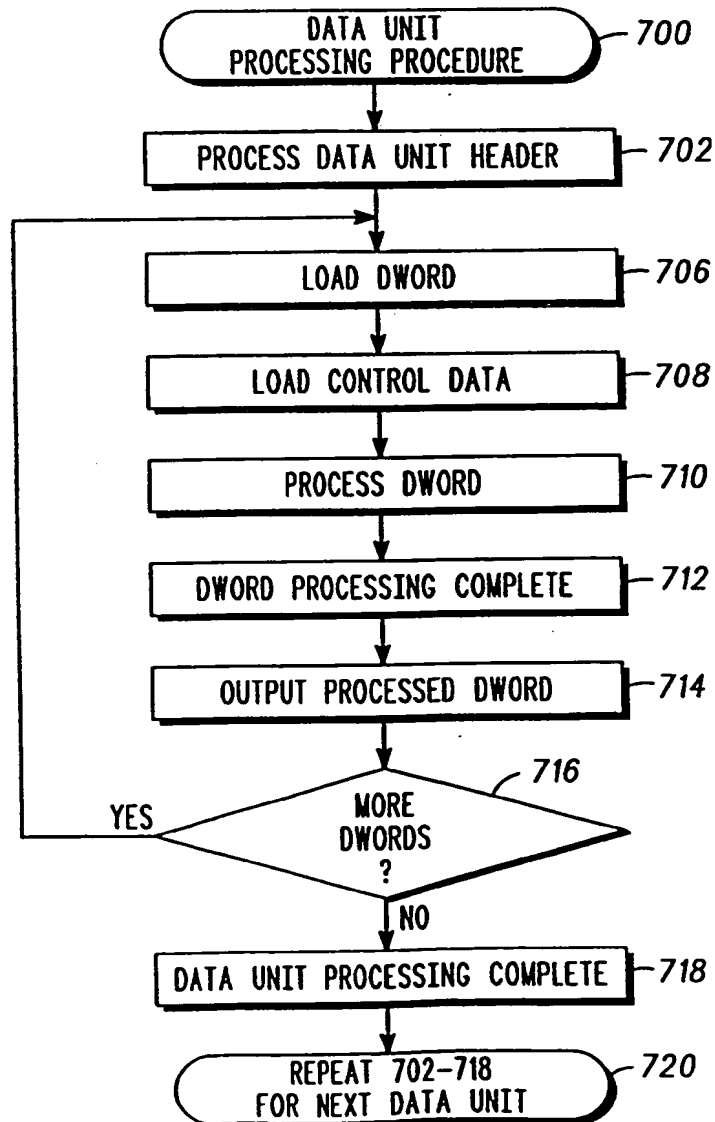 DATA UNIT
PROCESSING PROCEDURE
700
PROCESS DATA UNIT HEADER
702
LOAD DWORD
706
LOAD CONTROL DATA
708
PROCESS DWORD
710
DWORD PROCESSING COMPLETE
712
OUTPUT PROCESSED DWORD
714
716
MORE
DWORDS
?
YES
NO
DATA UNIT PROCESSING COMPLETE
718
REPEAT 702-718
FOR NEXT DATA UNIT
720